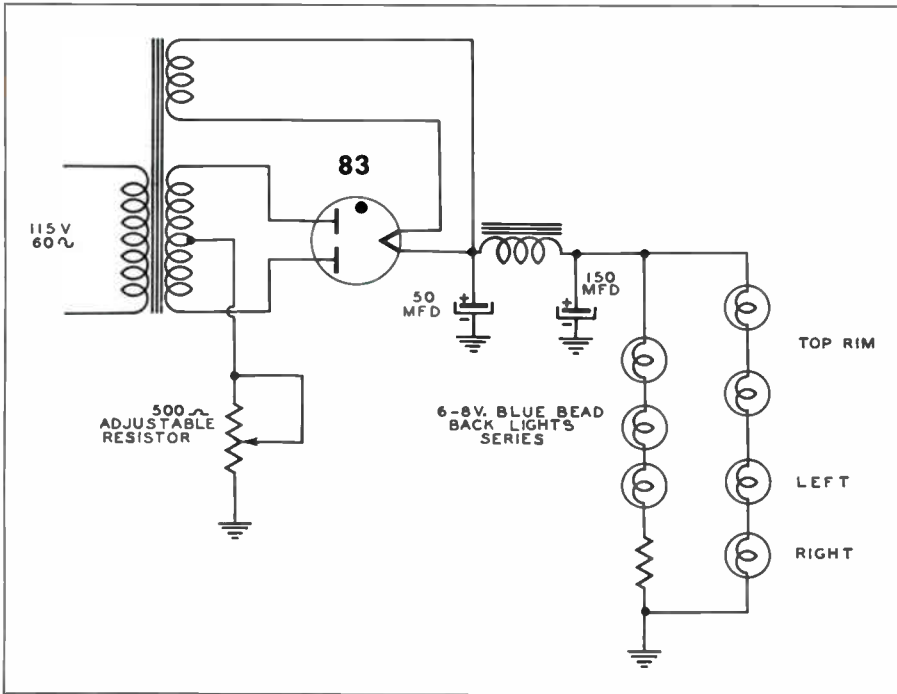 83
115V
60~
50
MFD
150
MFD
TOP RIM
500~
ADJUSTABLE
RESISTOR
6-8V. BLUE BEAD
BACK LIGHTS
SERIES
LEFT
RIGHT